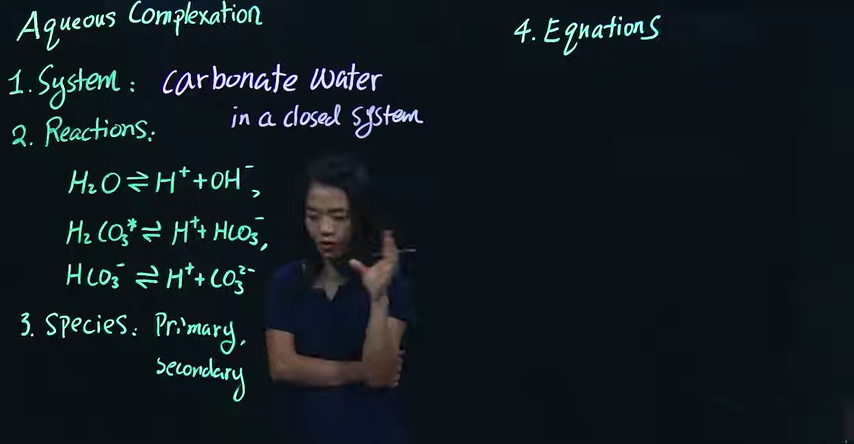 Aqueous Complexation
1. System: carbonate water
in a closed system
2. Reactions:
H₂O ⇌ H⁺ + OH⁻,
H₂CO₃* ⇌ H⁺ + HCO₃⁻,
HCO₃⁻ ⇌ H⁺ + CO₃²⁻
3. Species: Primary,
secondary
4. Equations